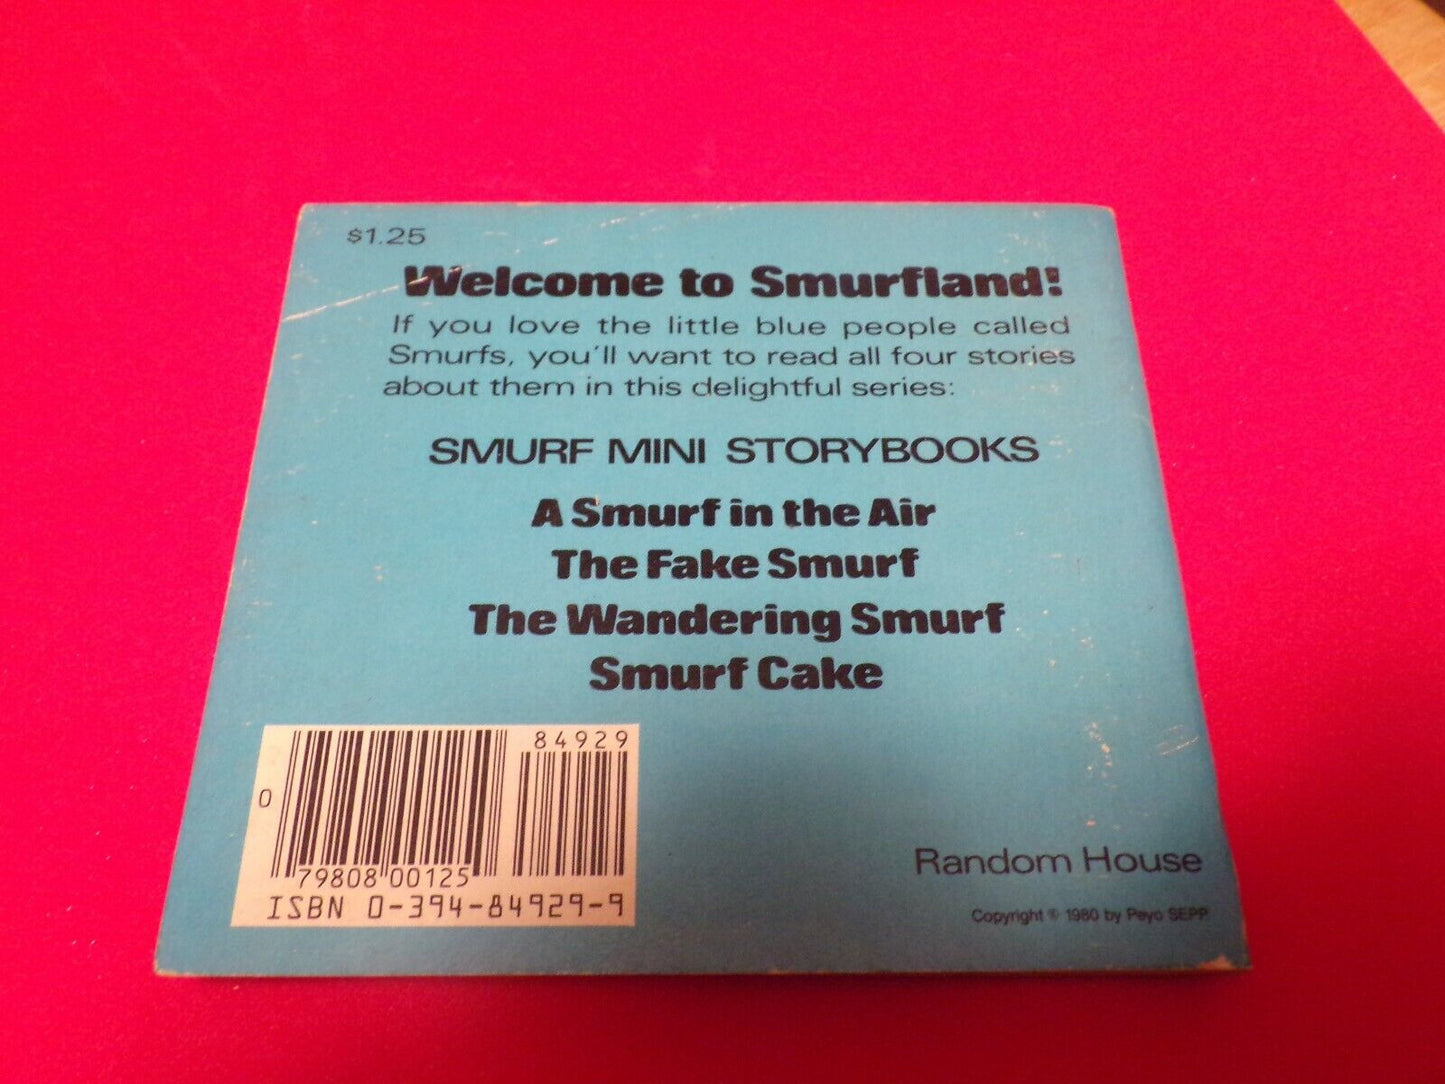 $1.25
Welcome to Smurfland!
If you love the little blue people called
Smurfs, you'll want to read all four stories
about them in this delightful series:
SMURF MINI STORYBOOKS
A Smurf in the Air
The Fake Smurf
The Wandering Smurf
Smurf Cake
84929
0
79808 00125
ISBN 0-394-84929-9
Random House
Copyright © 1980 by Peyo SEPP